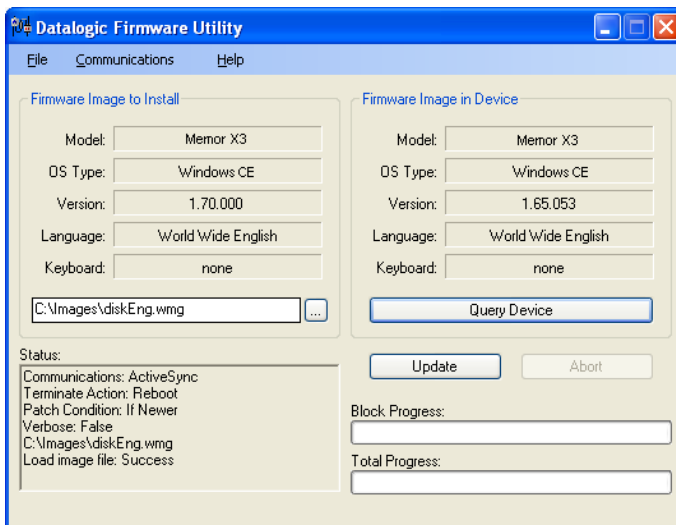 Datalogic Firmware Utility
File Communications Help
Firmware Image to Install
Model: Memor X3
OS Type: Windows CE
Version: 1.70.000
Language: World Wide English
Keyboard: none
C:\Images\diskEng.wmg ...
Firmware Image in Device
Model: Memor X3
OS Type: Windows CE
Version: 1.65.053
Language: World Wide English
Keyboard: none
Query Device
Status:
Communications: ActiveSync
Terminate Action: Reboot
Patch Condition: If Newer
Verbose: False
C:\Images\diskEng.wmg
Load image file: Success
Update Abort
Block Progress:
Total Progress: